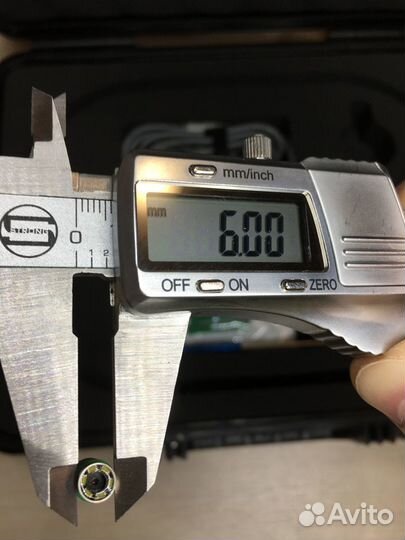 mm/inch
mm
6.00
STRONG
0
1 2
OFF ON
ZERO
Avito